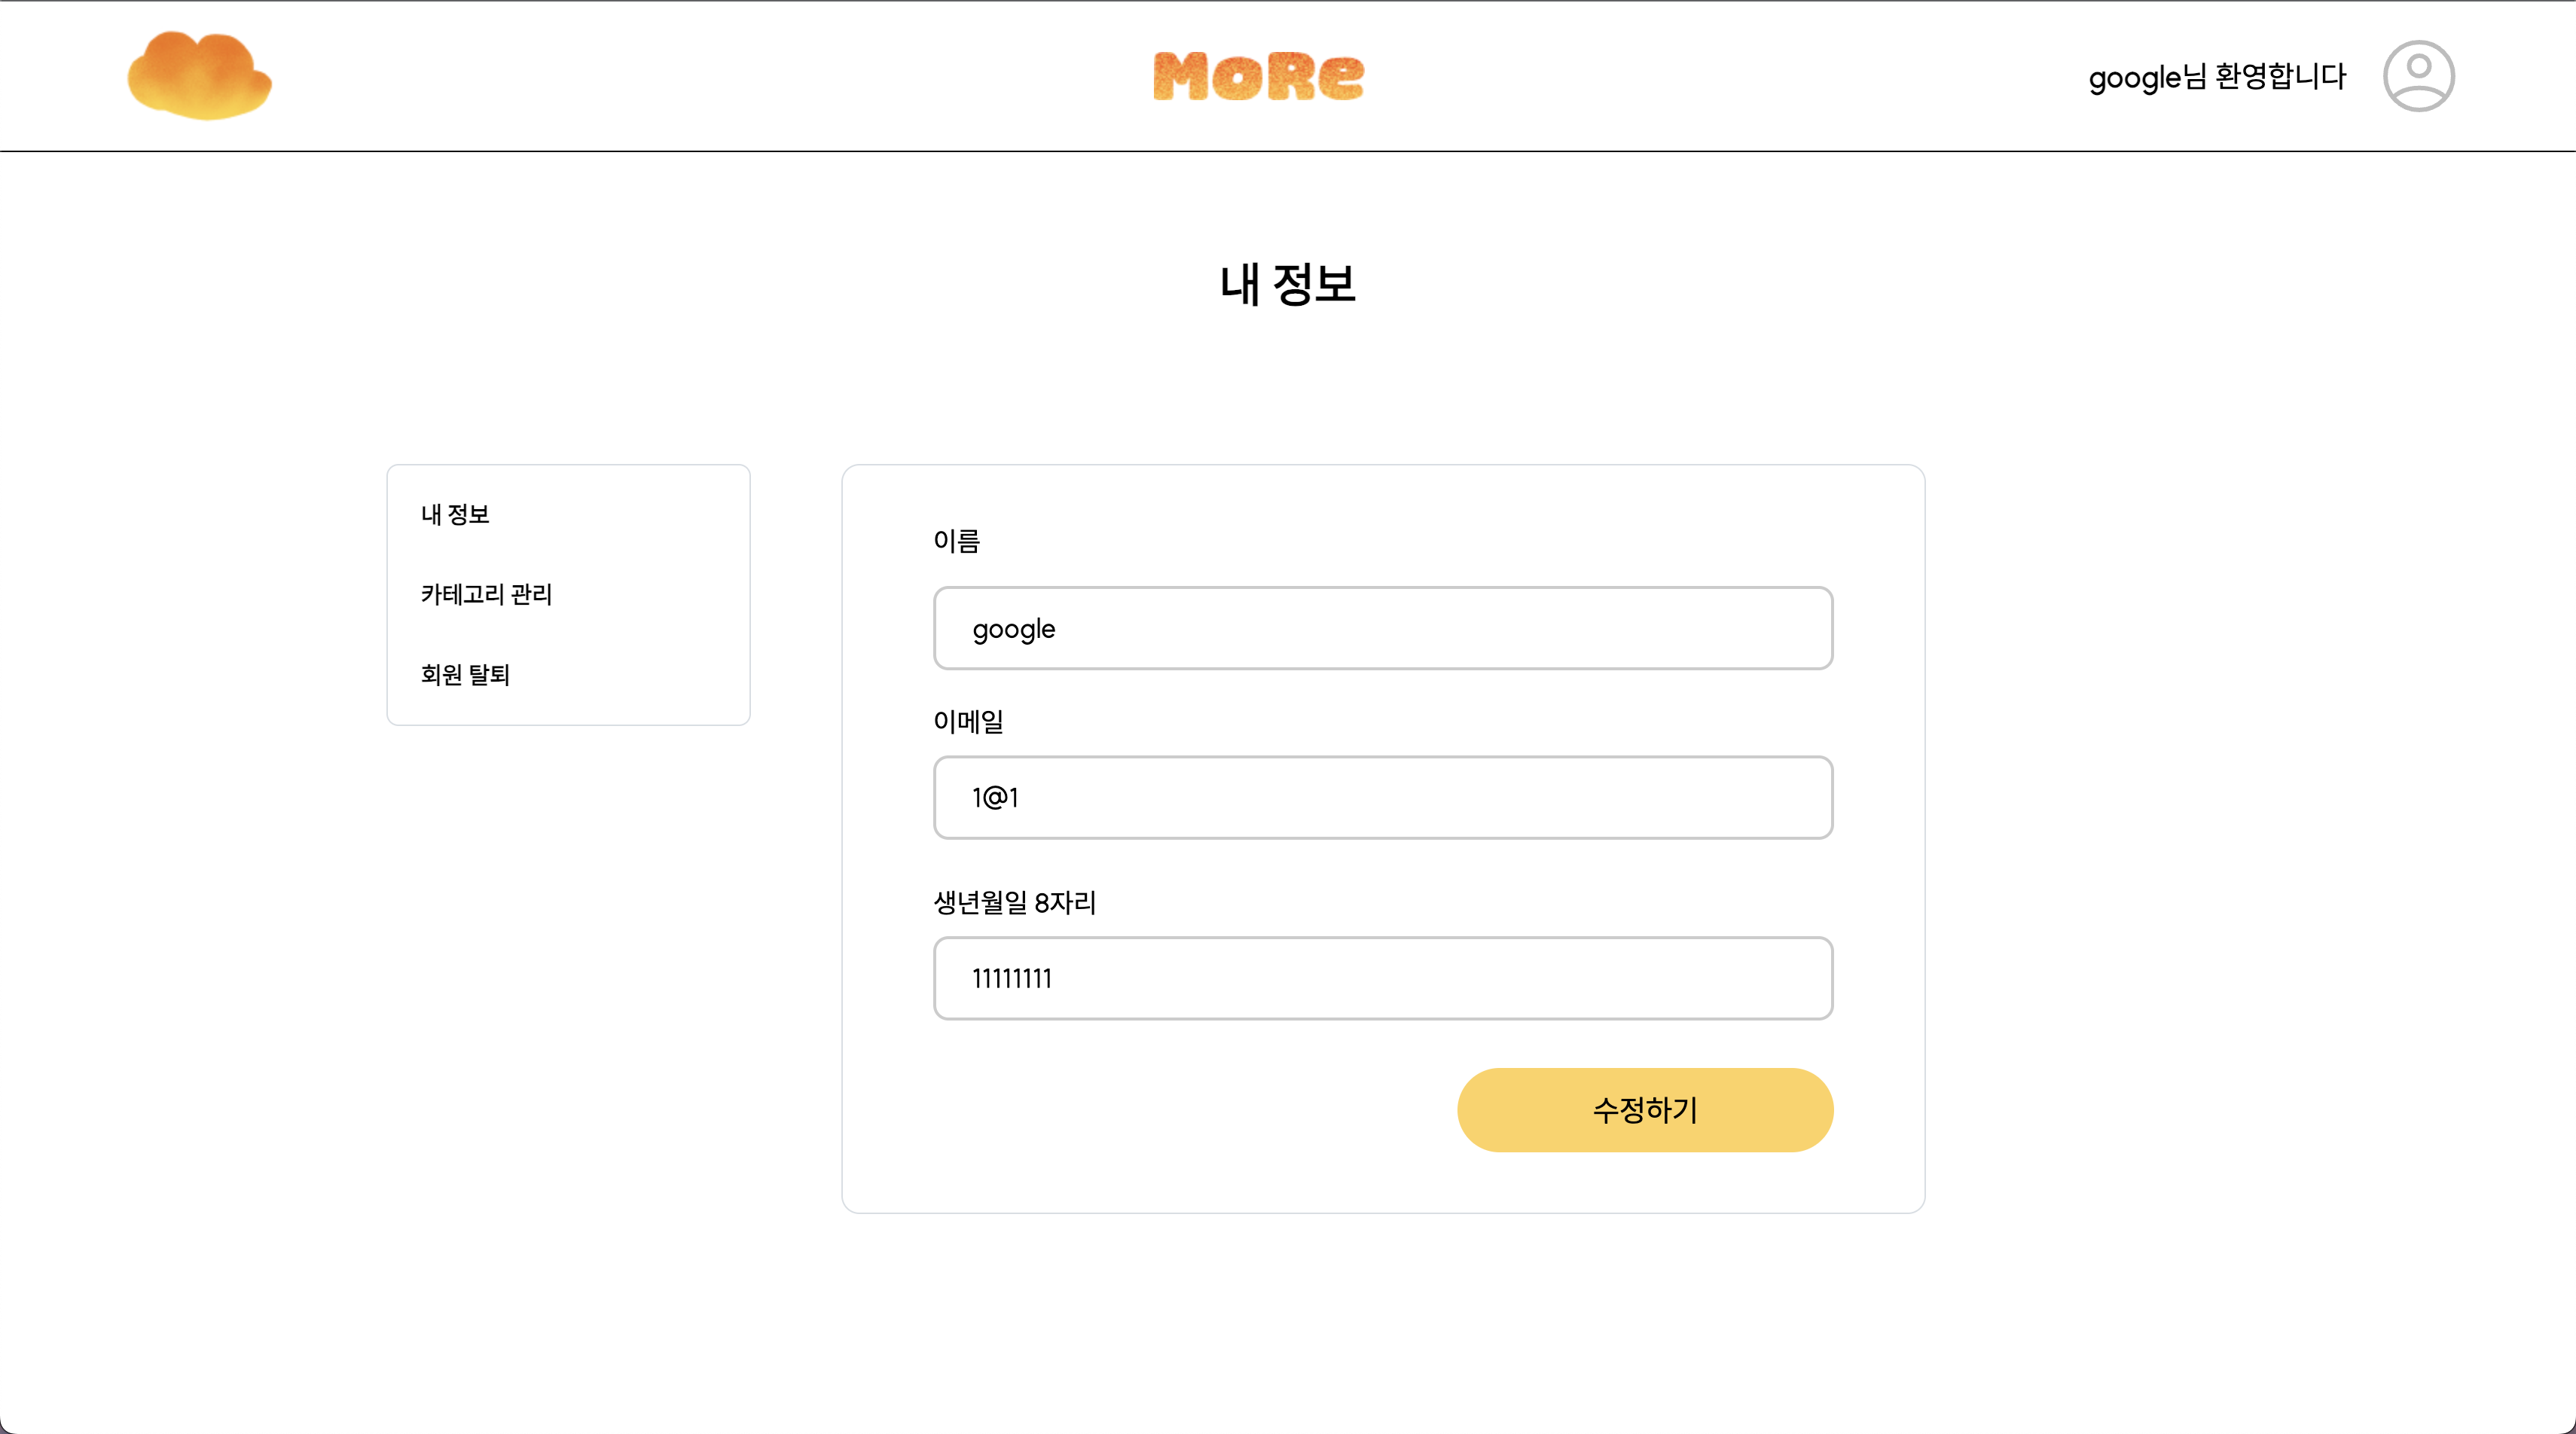 MoRe
google님 환영합니다
내 정보
내 정보
카테고리 관리
회원 탈퇴
이름
google
이메일
1@1
생년월일 8자리
11111111
수정하기